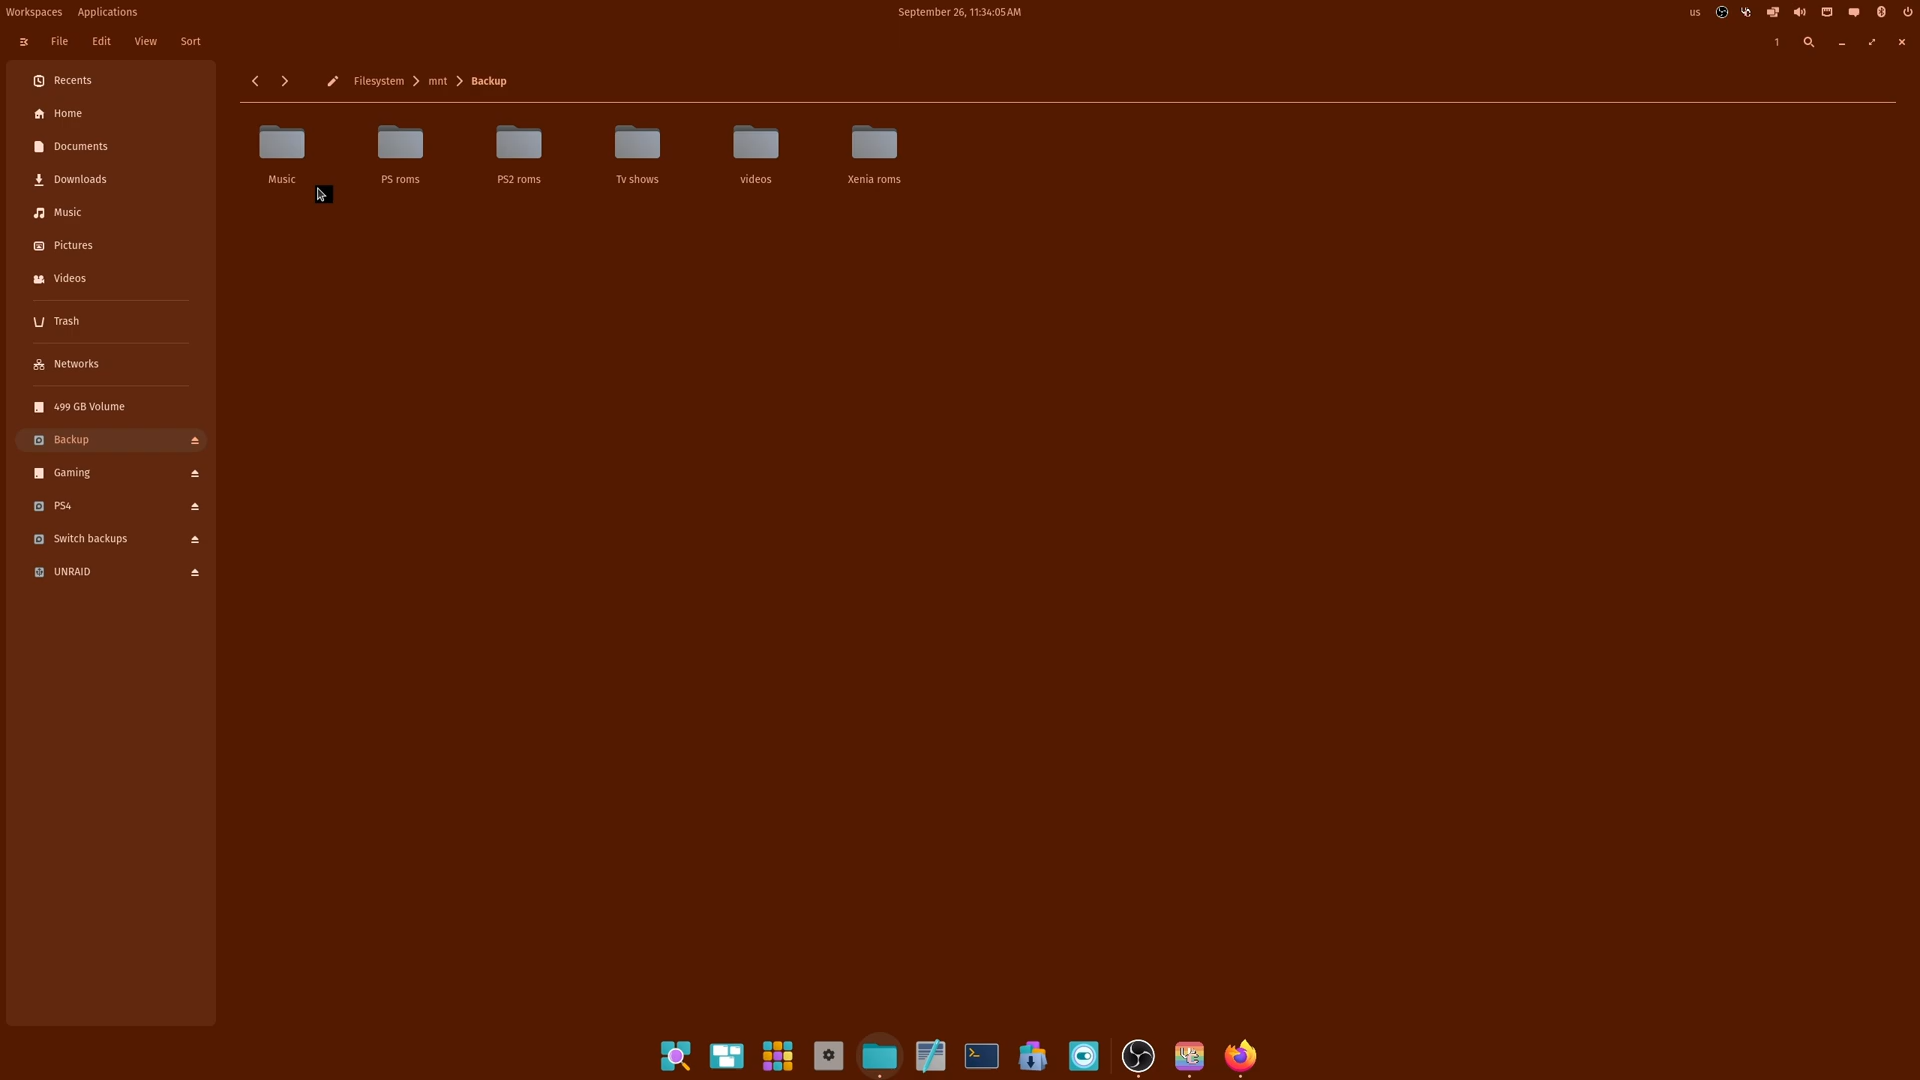 Workspaces Applications September 26, 11:34:05 AM us
File Edit View Sort 1
Recents
Home
Documents
Downloads
Music
Pictures
Videos
Trash
Networks
499 GB Volume
Backup
Gaming
PS4
Switch backups
UNRAID
Filesystem mnt Backup
Music PS roms PS2 roms Tv shows videos Xenia roms